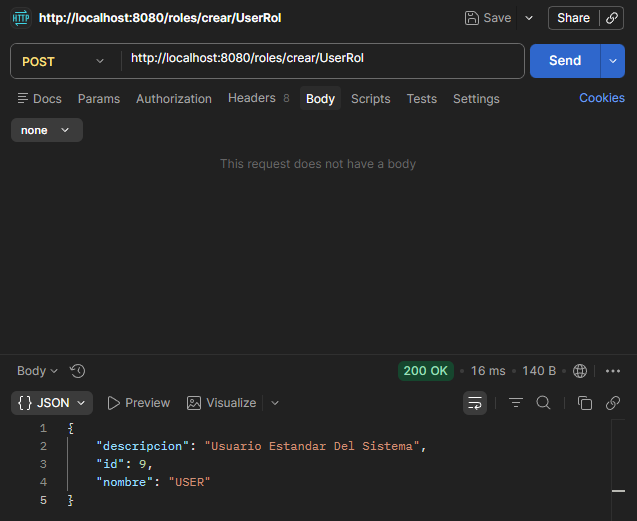 HTTP http://localhost:8080/roles/crear/UserRol Save Share
POST http://localhost:8080/roles/crear/UserRol Send
Docs Params Authorization Headers 8 Body Scripts Tests Settings Cookies
none
This request does not have a body
Body 200 OK • 16 ms • 140 B •
{} JSON Preview Visualize
1 {
2 "descripcion": "Usuario Estandar Del Sistema",
3 "id": 9,
4 "nombre": "USER"
5 }